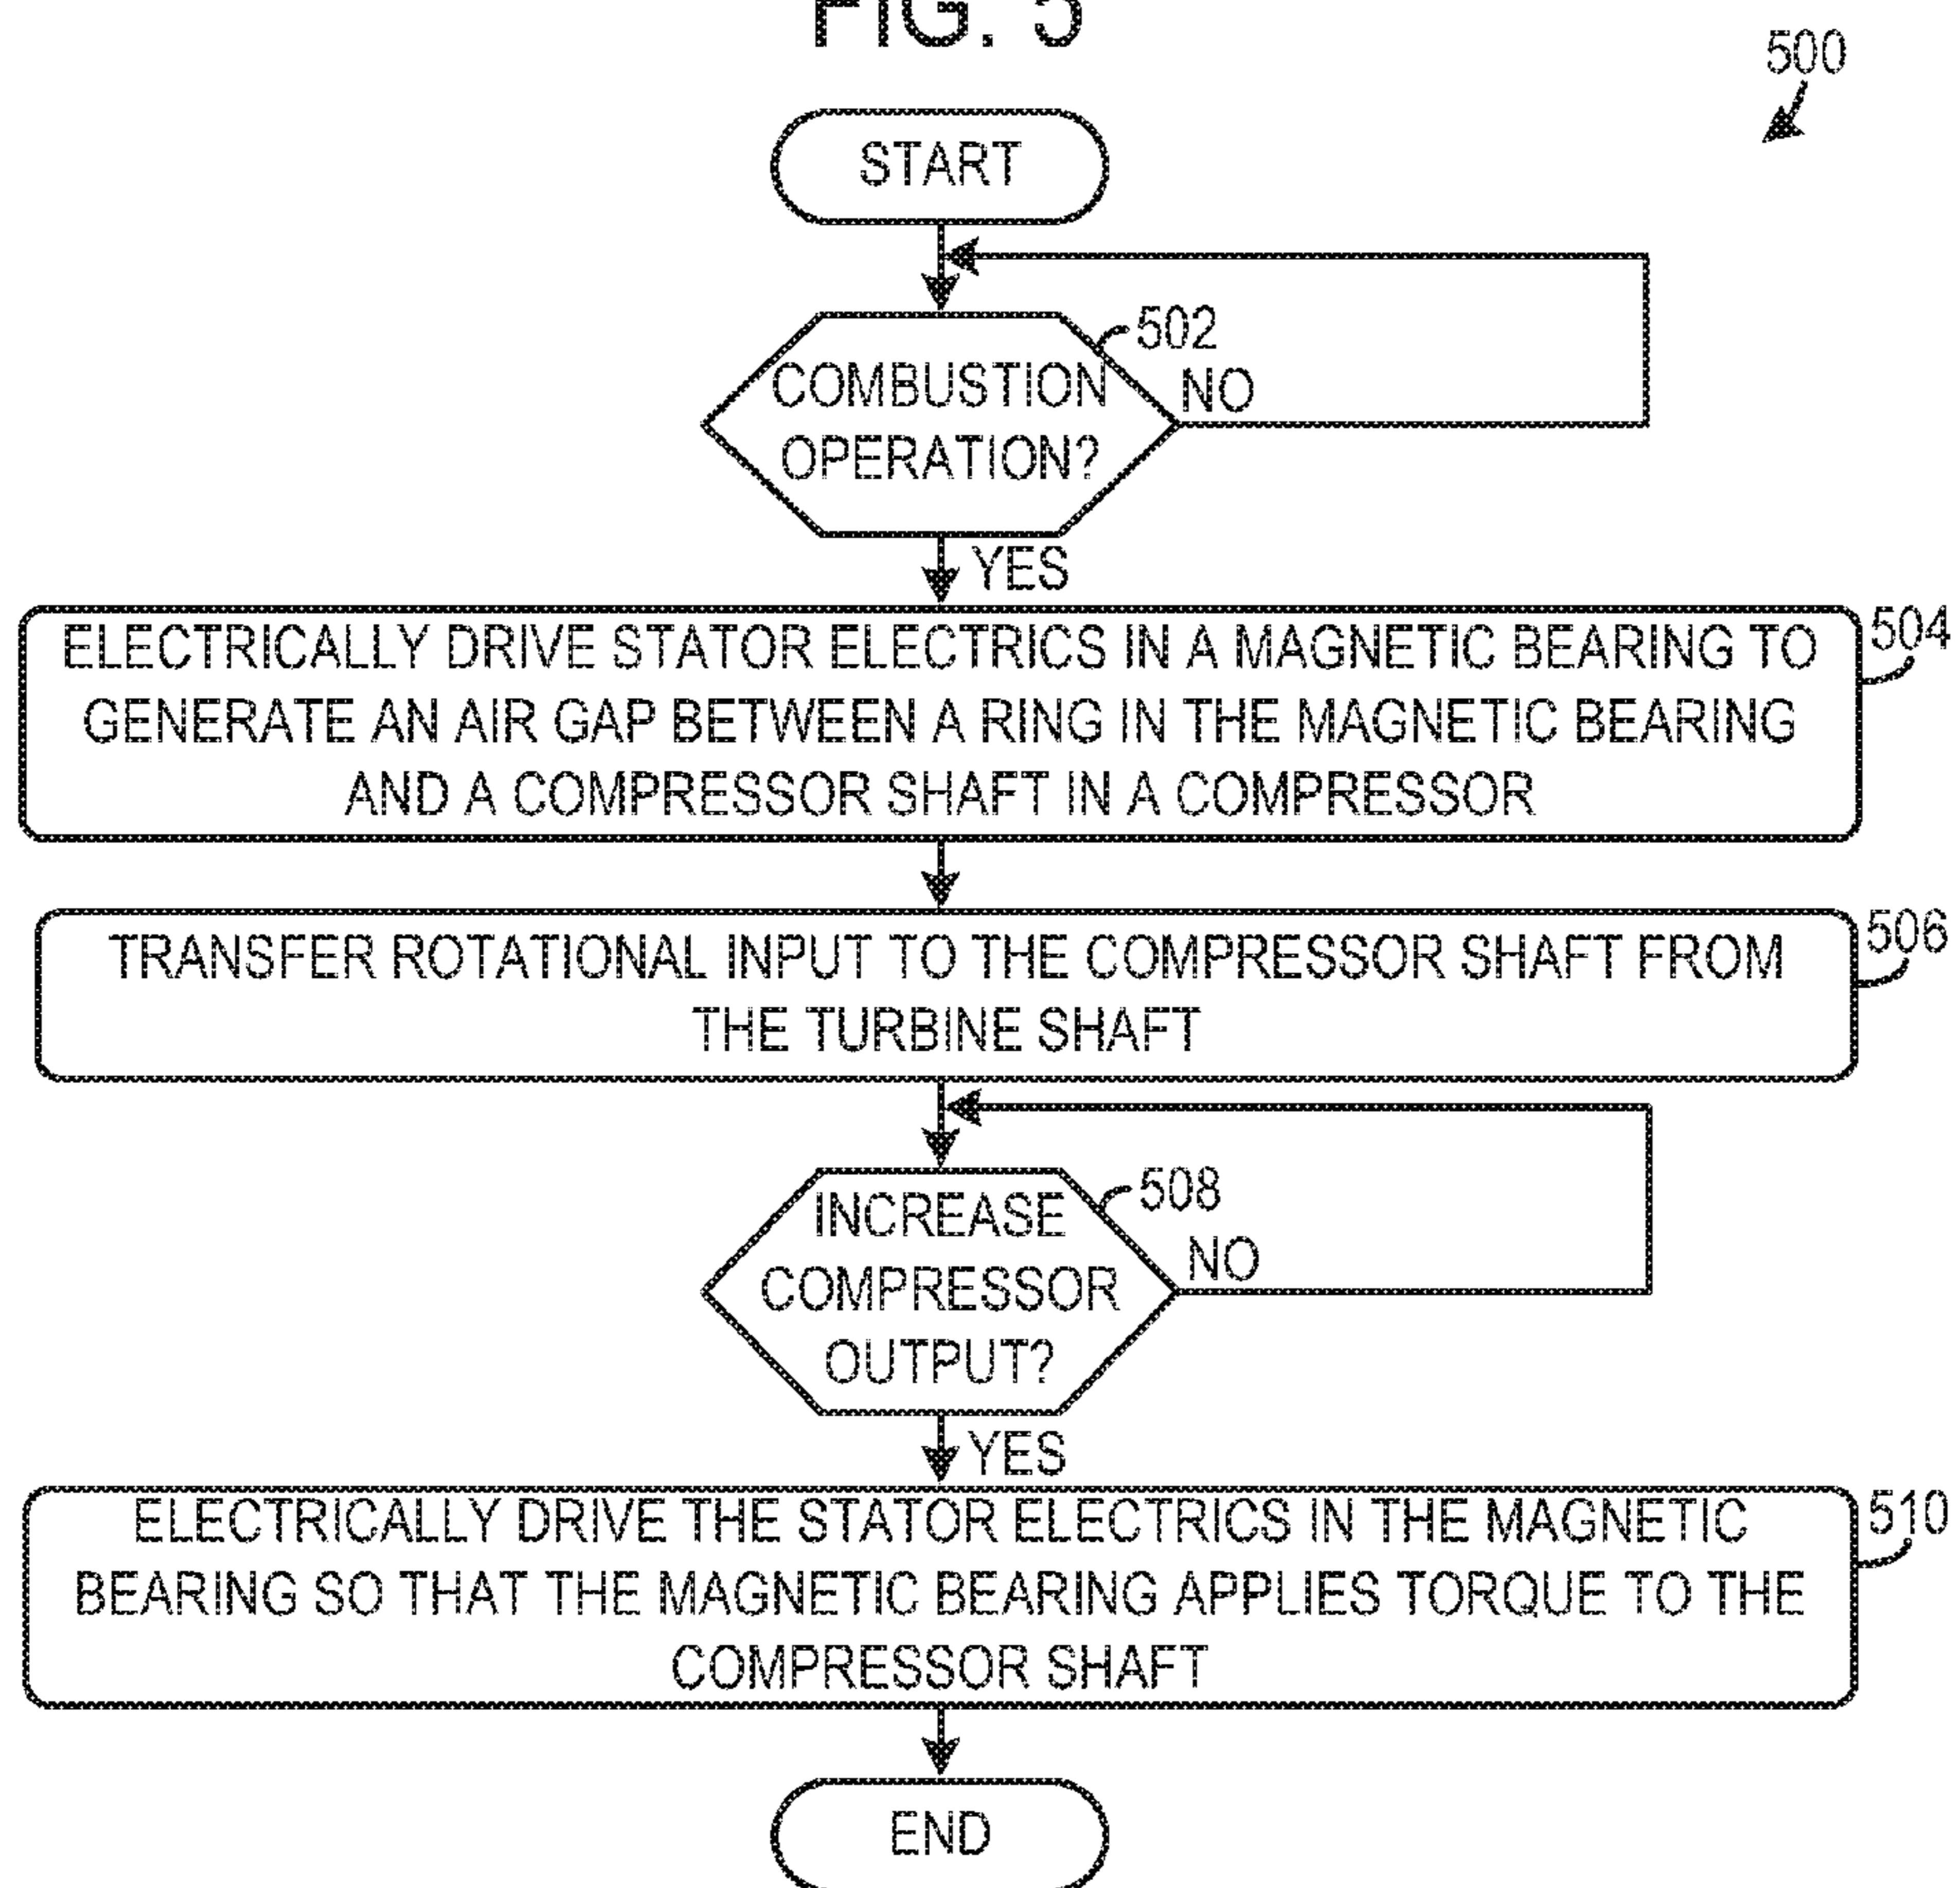 FIG. 5
500
START
502
COMBUSTION
OPERATION?
NO
YES
504
ELECTRICALLY DRIVE STATOR ELECTRICS IN A MAGNETIC BEARING TO
GENERATE AN AIR GAP BETWEEN A RING IN THE MAGNETIC BEARING
AND A COMPRESSOR SHAFT IN A COMPRESSOR
506
TRANSFER ROTATIONAL INPUT TO THE COMPRESSOR SHAFT FROM
THE TURBINE SHAFT
508
INCREASE
COMPRESSOR
OUTPUT?
NO
YES
510
ELECTRICALLY DRIVE THE STATOR ELECTRICS IN THE MAGNETIC
BEARING SO THAT THE MAGNETIC BEARING APPLIES TORQUE TO THE
COMPRESSOR SHAFT
END